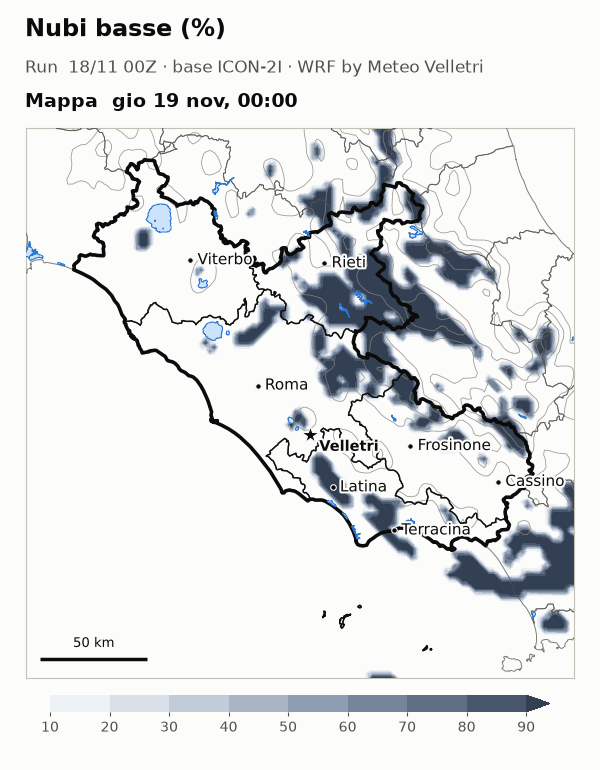 Nubi basse (%)
Run  18/11 00Z · base ICON-2I · WRF by Meteo Velletri
Mappa  gio 19 nov, 00:00
Viterbo
Rieti
Roma
Velletri
Frosinone
Cassino
Latina
Terracina
50 km
10 20 30 40 50 60 70 80 90